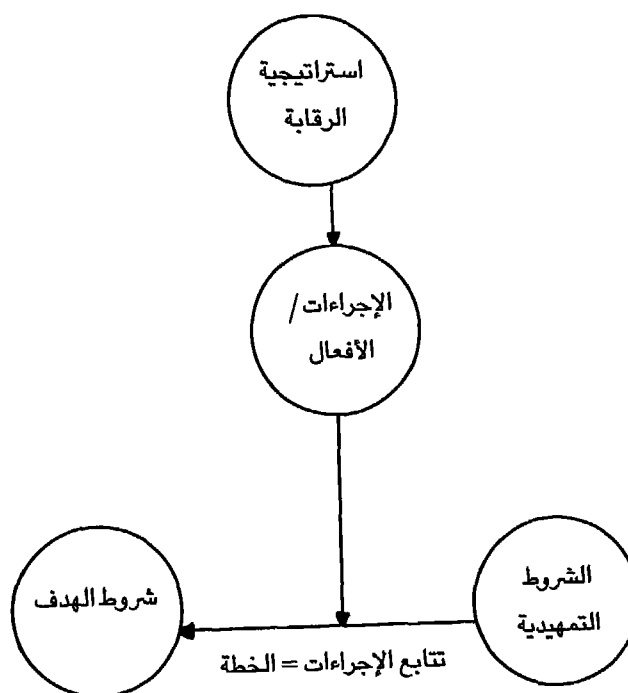 استراتيجية
الرقابة
الإجراءات /
الأفعال
الشروط
التمهيدية
شروط الهدف
تتابع الإجراءات = الخطة